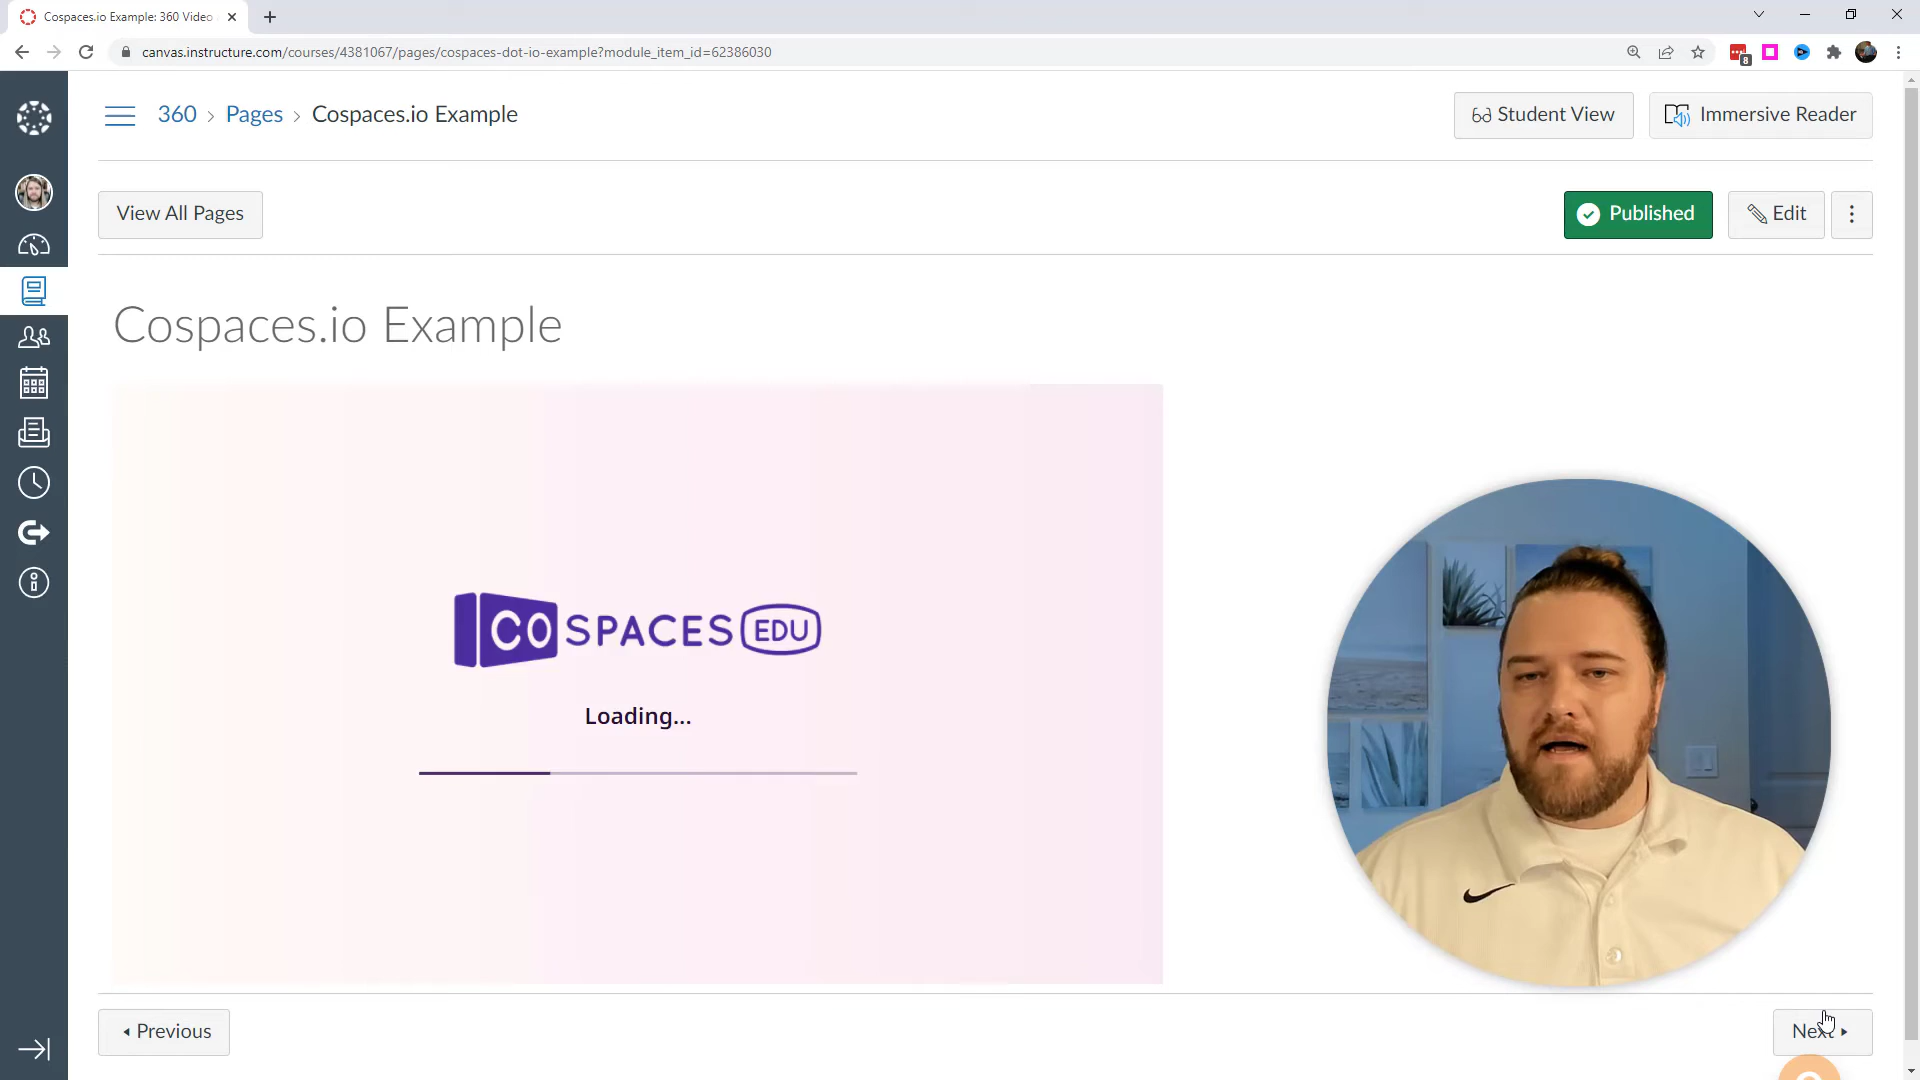 Cospaces.io Example: 360 Video
canvas.instructure.com/courses/4381067/pages/cospaces-dot-io-example?module_item_id=62386030
8
360 › Pages › Cospaces.io Example
Student View
Immersive Reader
View All Pages
Published
Edit
Cospaces.io Example
CO SPACES EDU
Loading...
Previous
Next